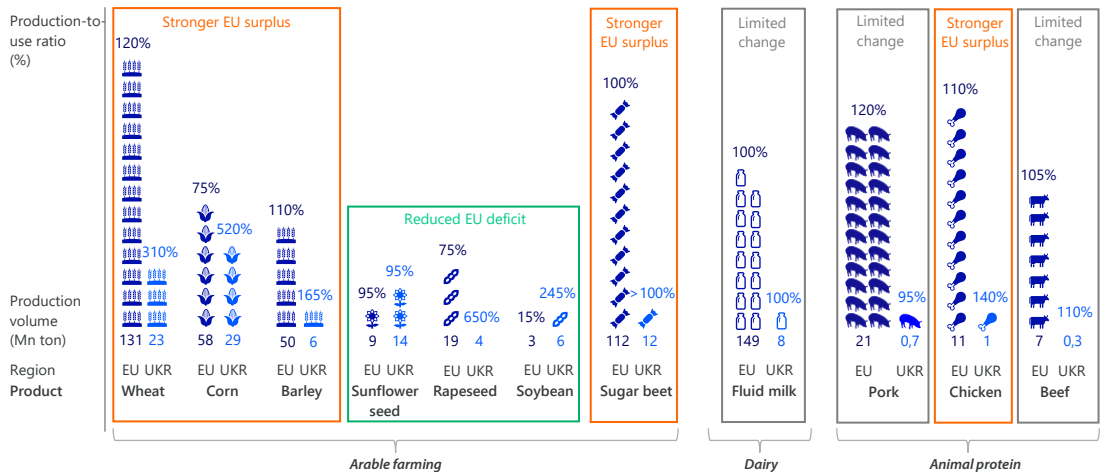 Production-to-
use ratio
(%)
Stronger EU surplus
Stronger
EU surplus
Limited
change
Limited
change
Stronger
EU surplus
Limited
change
120%
100%
110%
120%
100%
105%
75%
110%
Reduced EU deficit
310%
520%
75%
95%
95%
165%
245%
15%
650%
>100%
100%
95%
140%
110%
Production
volume
(Mn ton)
131 23 58 29 50 6 9 14 19 4 3 6 112 12 149 8 21 0,7 11 1 7 0,3
Region EU UKR EU UKR EU UKR EU UKR EU UKR EU UKR EU UKR EU UKR EU UKR EU UKR EU UKR
Product Wheat Corn Barley Sunflower seed Rapeseed Soybean Sugar beet Fluid milk Pork Chicken Beef
Arable farming Dairy Animal protein